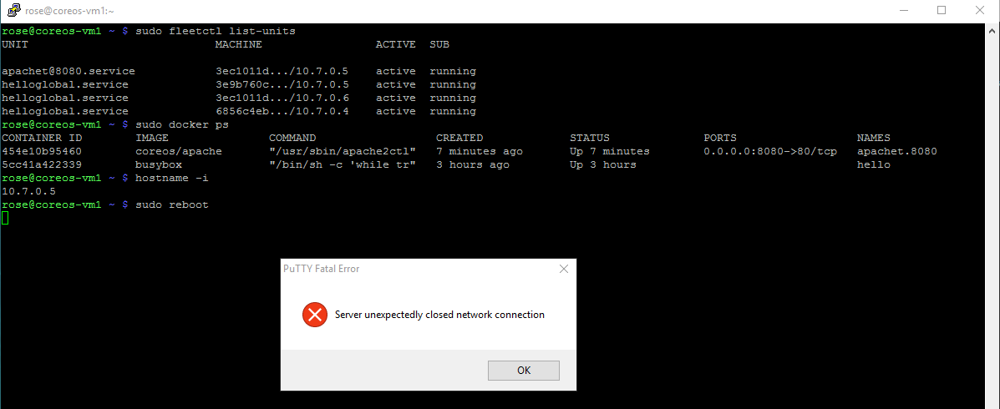 rose@coreos-vm1:~
rose@coreos-vm1 ~ $ sudo fleetctl list-units
UNIT MACHINE ACTIVE SUB
apachet@8080.service 3ec1011d.../10.7.0.5 active running
helloglobal.service 3e9b760c.../10.7.0.5 active running
helloglobal.service 3ec1011d.../10.7.0.6 active running
helloglobal.service 6856c4eb.../10.7.0.4 active running
rose@coreos-vm1 ~ $ sudo docker ps
CONTAINER ID IMAGE COMMAND CREATED STATUS PORTS NAMES
454e10b95460 coreos/apache "/usr/sbin/apache2ctl" 7 minutes ago Up 7 minutes 0.0.0.0:8080->80/tcp apachet.8080
5cc41a422339 busybox "/bin/sh -c 'while tr" 3 hours ago Up 3 hours hello
rose@coreos-vm1 ~ $ hostname -i
10.7.0.5
rose@coreos-vm1 ~ $ sudo reboot
PuTTY Fatal Error
Server unexpectedly closed network connection
OK